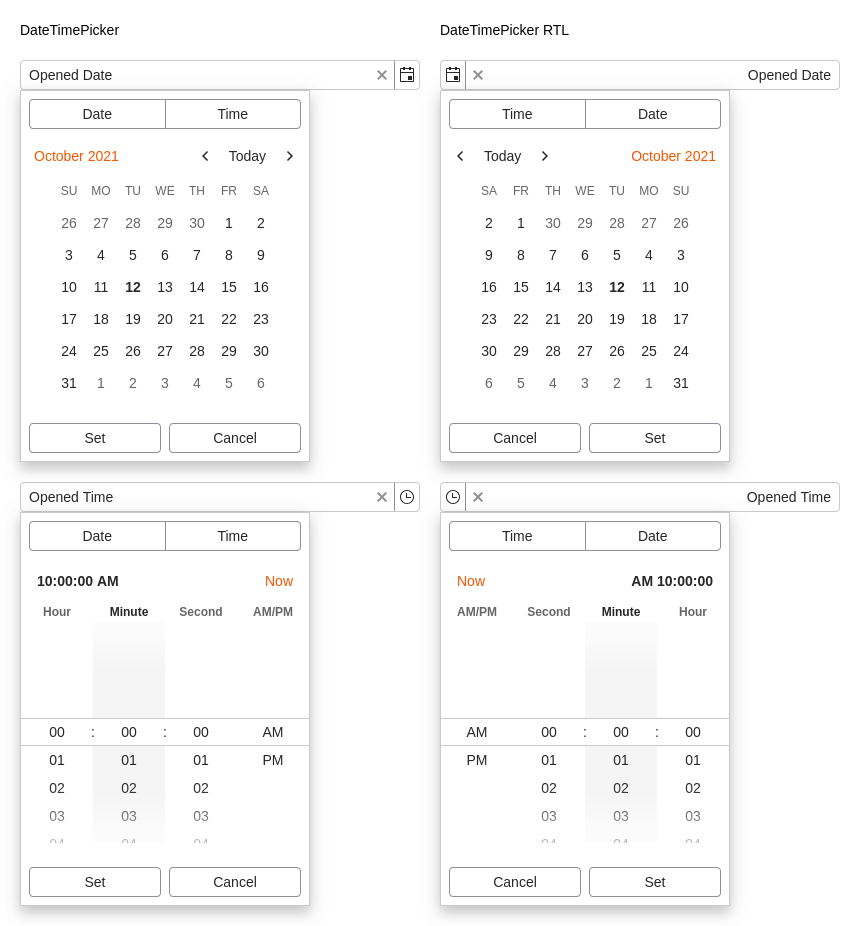 DateTimePicker
Opened Date
Date Time
October 2021 Today
SU MO TU WE TH FR SA
26 27 28 29 30 1 2
3 4 5 6 7 8 9
10 11 12 13 14 15 16
17 18 19 20 21 22 23
24 25 26 27 28 29 30
31 1 2 3 4 5 6
Set Cancel
Opened Time
Date Time
10:00:00 AM Now
Hour Minute Second AM/PM
00 : 00 : 00 AM
01 01 01 PM
02 02 02
03 03 03
04 04 04
Set Cancel
DateTimePicker RTL
Opened Date
Time Date
Today October 2021
SA FR TH WE TU MO SU
2 1 30 29 28 27 26
9 8 7 6 5 4 3
16 15 14 13 12 11 10
23 22 21 20 19 18 17
30 29 28 27 26 25 24
6 5 4 3 2 1 31
Cancel Set
Opened Time
Time Date
Now AM 10:00:00
AM/PM Second Minute Hour
AM 00 : 00 : 00
PM 01 01 01
02 02 02
03 03 03
04 04 04
Cancel Set